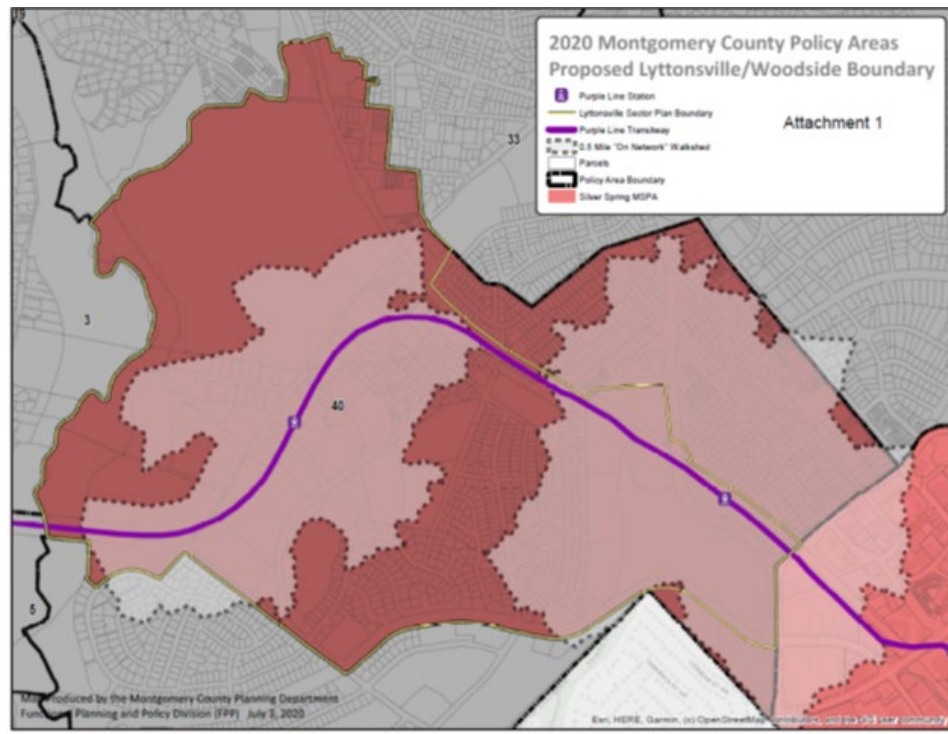 2020 Montgomery County Policy Areas
Proposed Lyttonsville/Woodside Boundary
Attachment 1
Purple Line Station
Lyttonsville Sector Plan Boundary
Purple Line Transitway
0.5 Mile "On Network" Walkshed
Parcels
Policy Area Boundary
Silver Spring MSPA
33
3
40
5
Map Produced by the Montgomery County Planning Department
Functional Planning and Policy Division (FPP) July 3, 2020
Esri, HERE, Garmin, (c) OpenStreetMap contributors, and the GIS user community